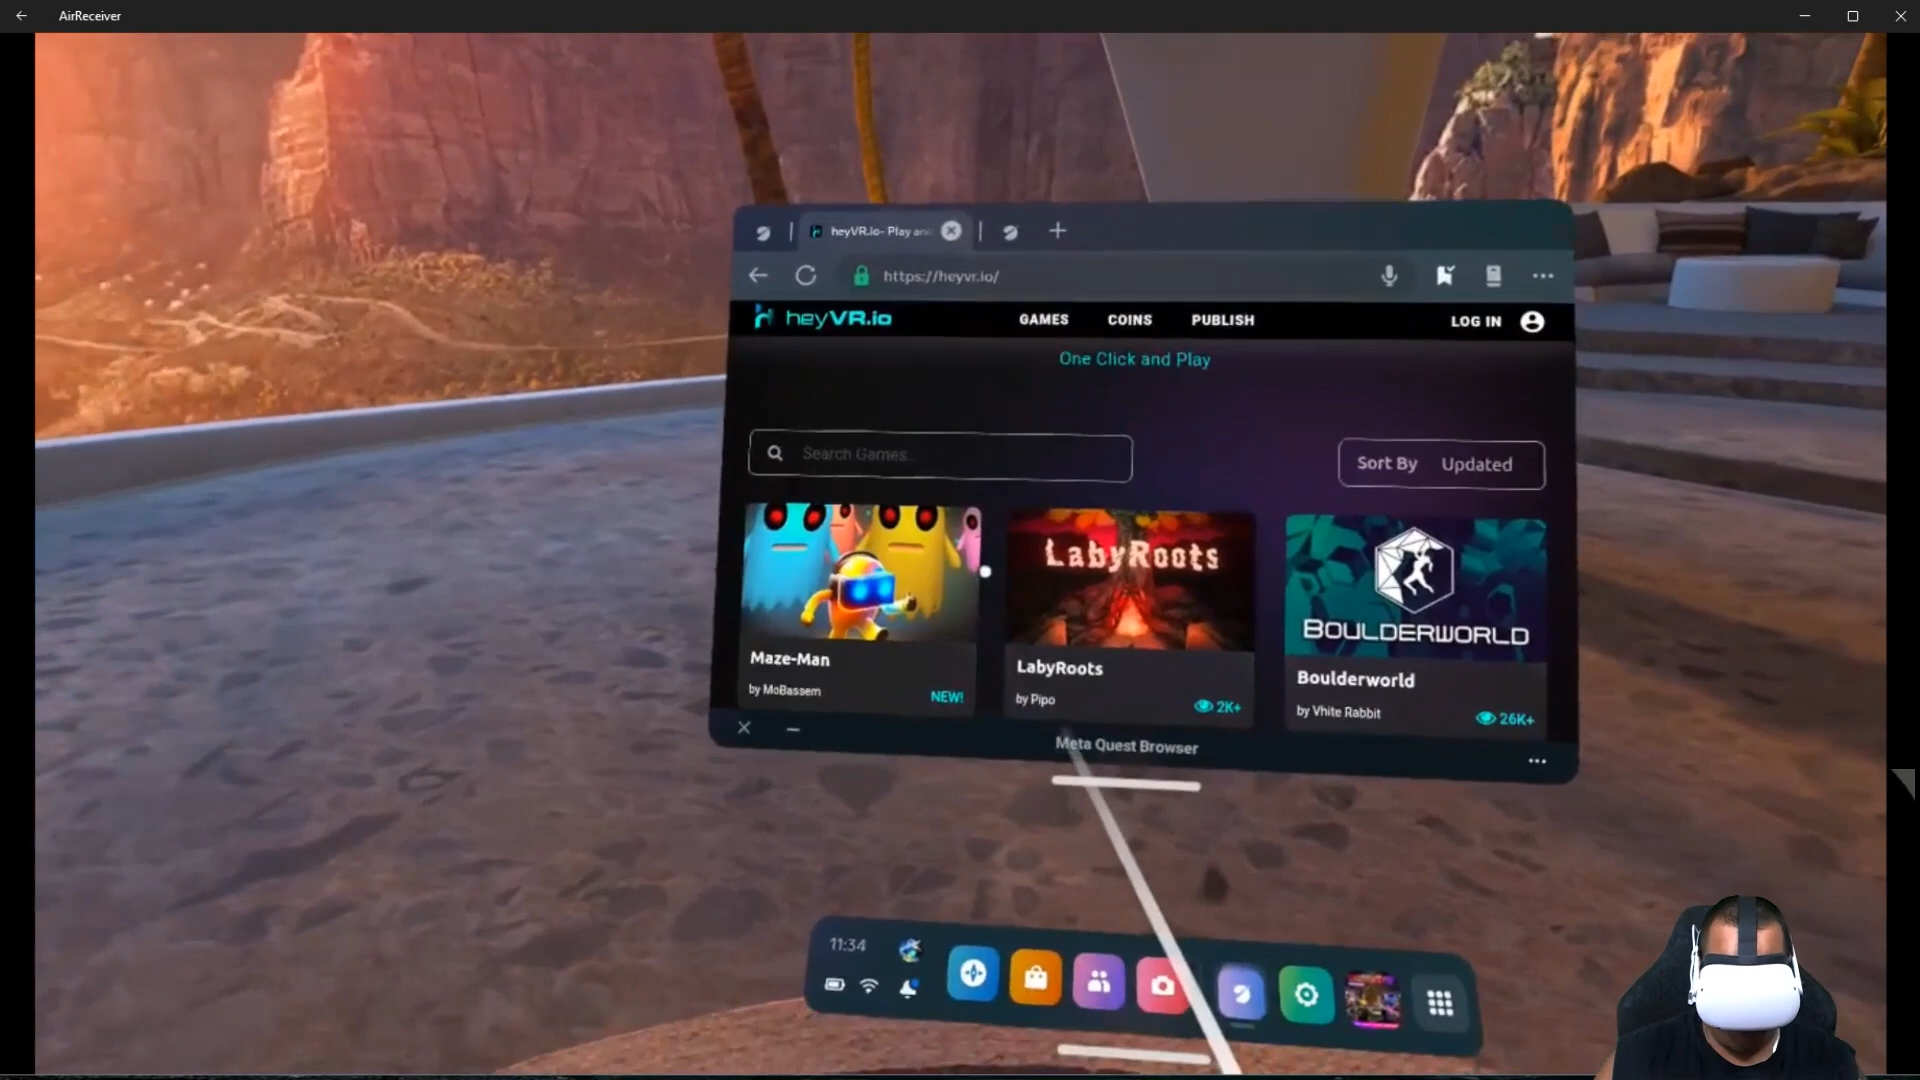 AirReceiver
heyVR.io- Play an
https://heyvr.io/
heyVR.io GAMES COINS PUBLISH LOG IN
One Click and Play
Search Games..
Sort By Updated
LabyRoots
BOULDERWORLD
Maze-Man
by MoBassem NEW!
LabyRoots
by Pipo 2K+
Boulderworld
by Vhite Rabbit 26K+
Meta Quest Browser
11:34